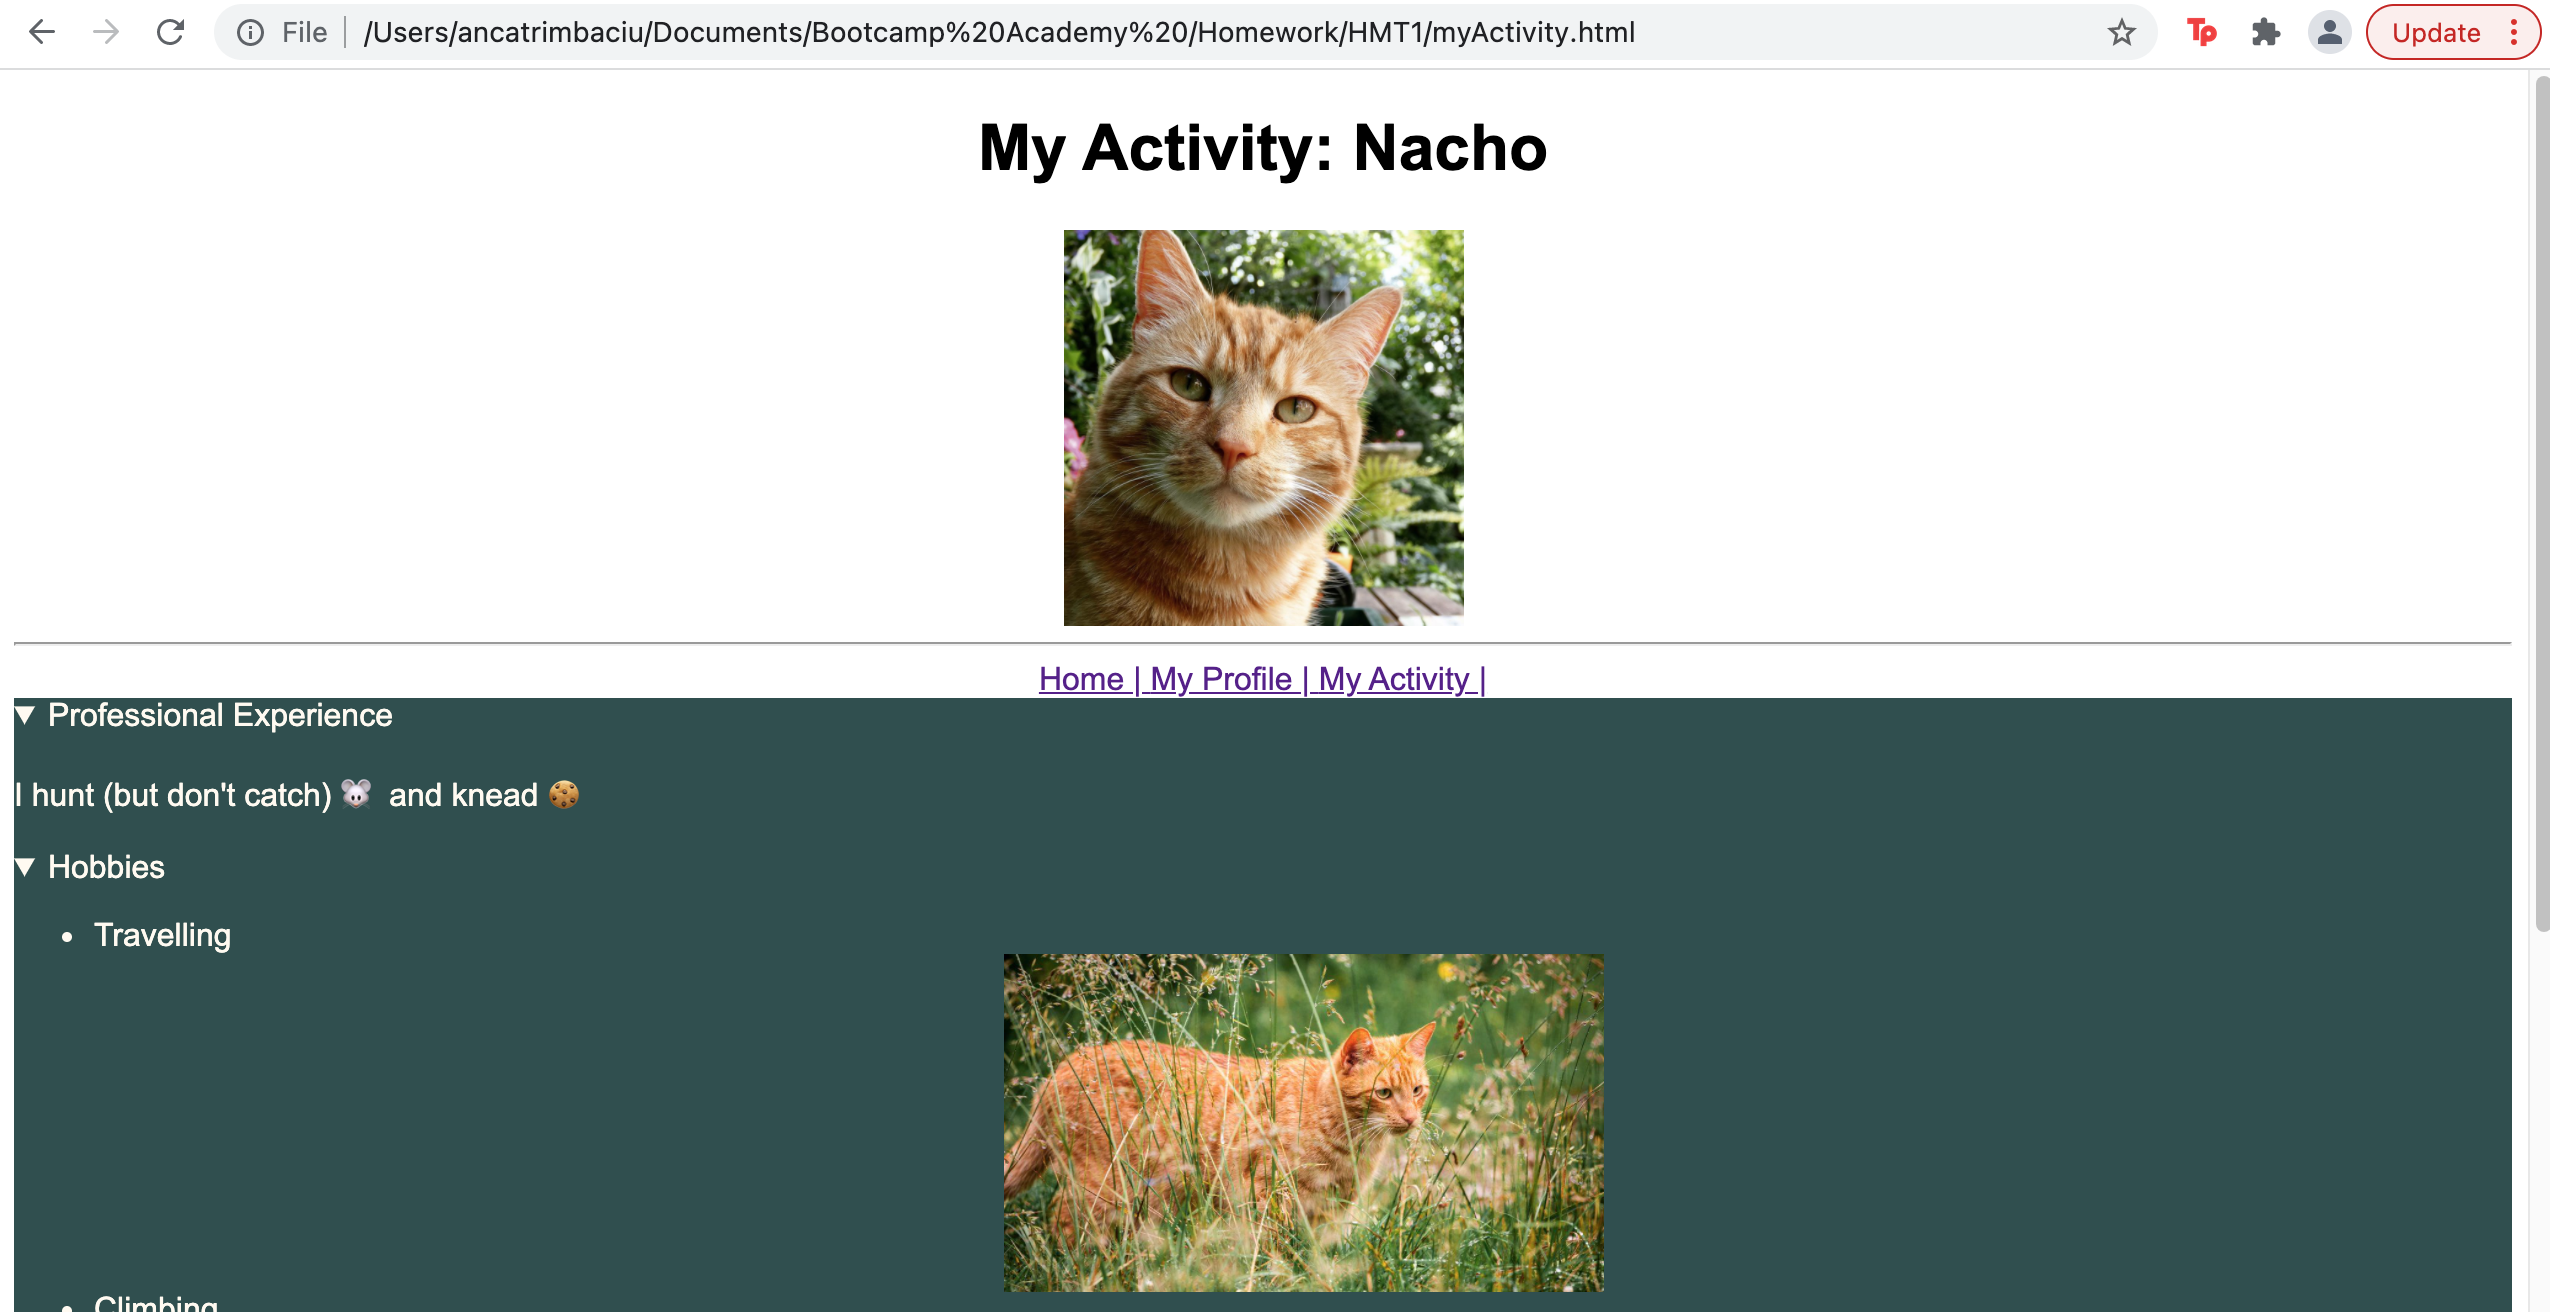 File | /Users/ancatrimbaciu/Documents/Bootcamp%20Academy%20/Homework/HMT1/myActivity.html Tp Update
My Activity: Nacho
Home | My Profile | My Activity |
Professional Experience
I hunt (but don't catch) 🐭 and knead 🍪
Hobbies
Travelling
Climbing